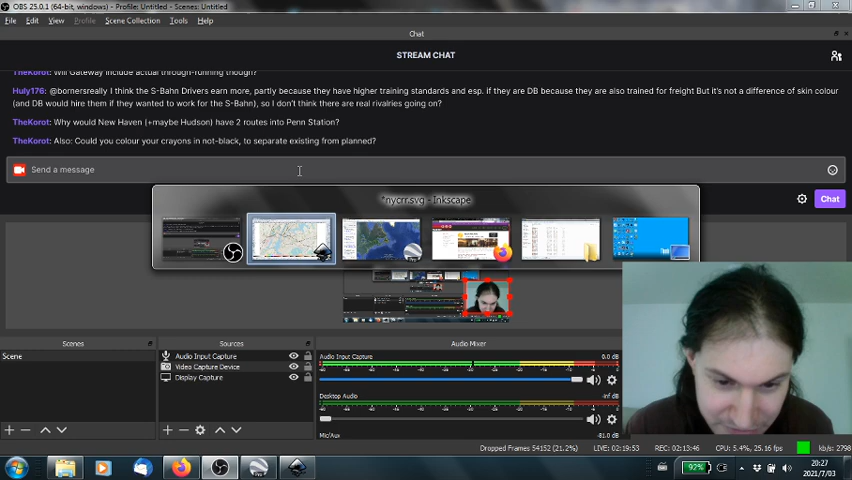 OBS 25.0.1 (64-bit, windows) - Profile: Untitled - Scenes: Untitled
File Edit View Profile Scene Collection Tools Help
Chat
STREAM CHAT
TheKorot: Will Gateway include actual through-running though?
Huly176: @bornersreally I think the S-Bahn Drivers earn more, partly because they have higher training standards and esp. if they are DB because they are also trained for freight But it's not a difference of skin colour
(and DB would hire them if they wanted to work for the S-Bahn), so I don't think there are real rivalries going on?
TheKorot: Why would New Haven (+maybe Hudson) have 2 routes into Penn Station?
TheKorot: Also: Could you colour your crayons in not-black, to separate existing from planned?
Send a message
Chat
*nycrr.svg - Inkscape
Scenes
Sources
Audio Mixer
Scene
Audio Input Capture
Video Capture Device
Display Capture
Audio Input Capture
0.0 dB
Desktop Audio
-inf dB
Mic/Aux
-81.0 dB
Dropped Frames 54152 (21.2%)
LIVE: 02:19:53
REC: 02:13:46
CPU: 5.4%, 25.16 fps
kb/s: 2798
92%
20:27
2021/7/03